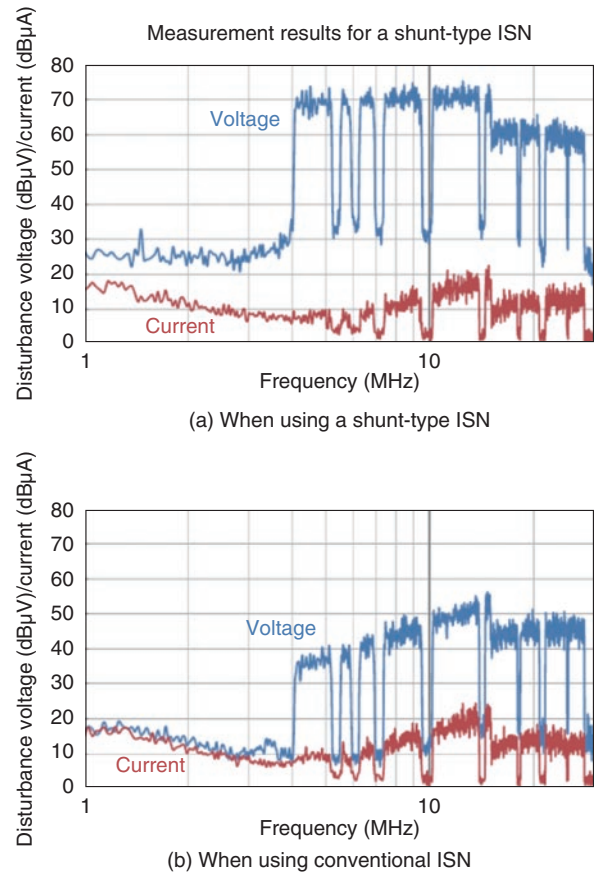 Measurement results for a shunt-type ISN
Disturbance voltage (dBµV)/current (dBµA)
80
70
60
50
40
30
20
10
0
Voltage
Current
1
10
Frequency (MHz)
(a) When using a shunt-type ISN
Disturbance voltage (dBµV)/current (dBµA)
80
70
60
50
40
30
20
10
0
Voltage
Current
1
10
Frequency (MHz)
(b) When using conventional ISN